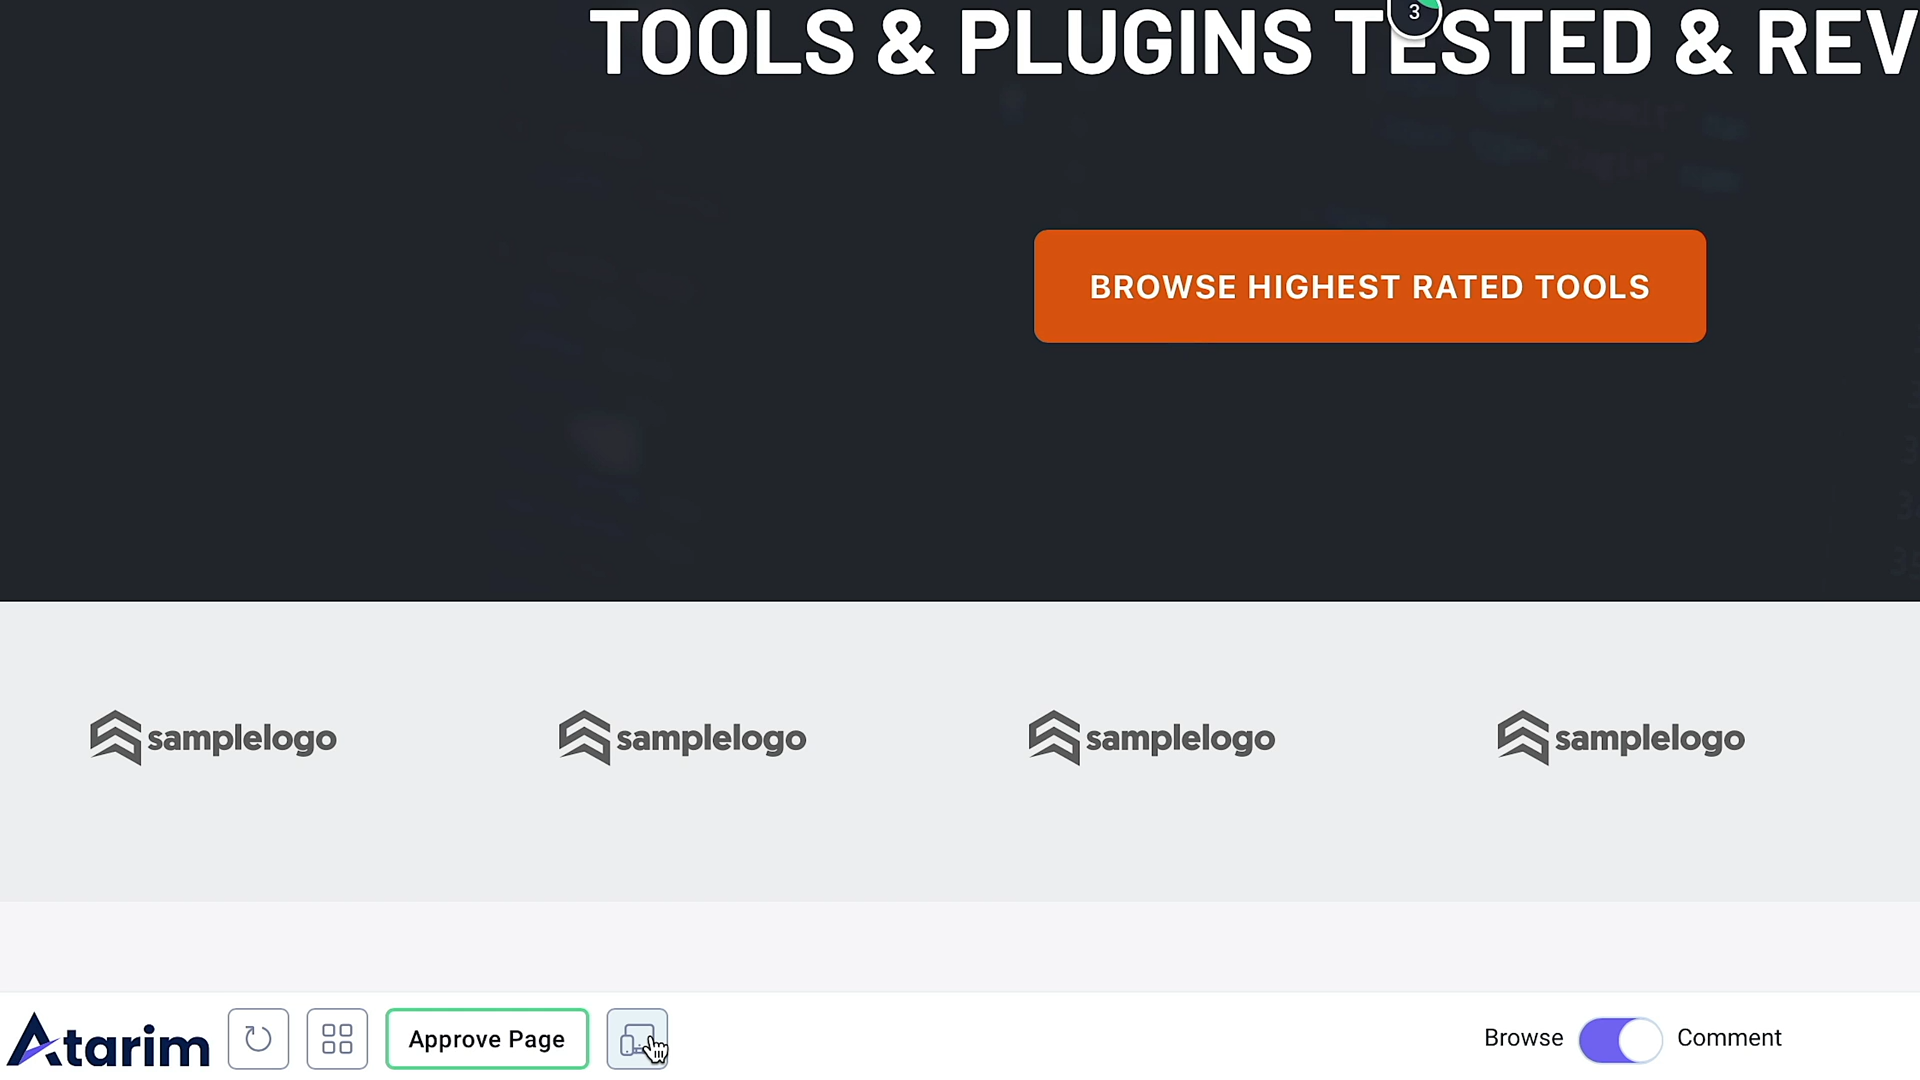 3
TOOLS & PLUGINS TESTED & REV
BROWSE HIGHEST RATED TOOLS
samplelogo samplelogo samplelogo samplelogo
Atarim Approve Page Browse Comment